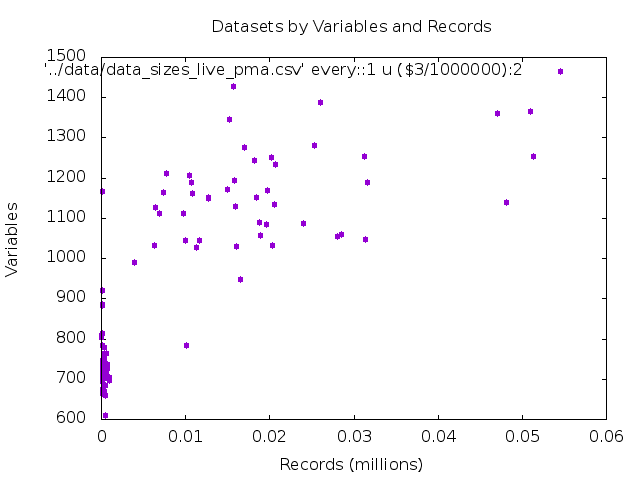 Datasets by Variables and Records
1500
'../data/data_sizes_live_pma.csv' every::1 u ($3/1000000):2
1400
1300
1200
1100
1000
900
800
700
600
Variables
0 0.01 0.02 0.03 0.04 0.05 0.06
Records (millions)